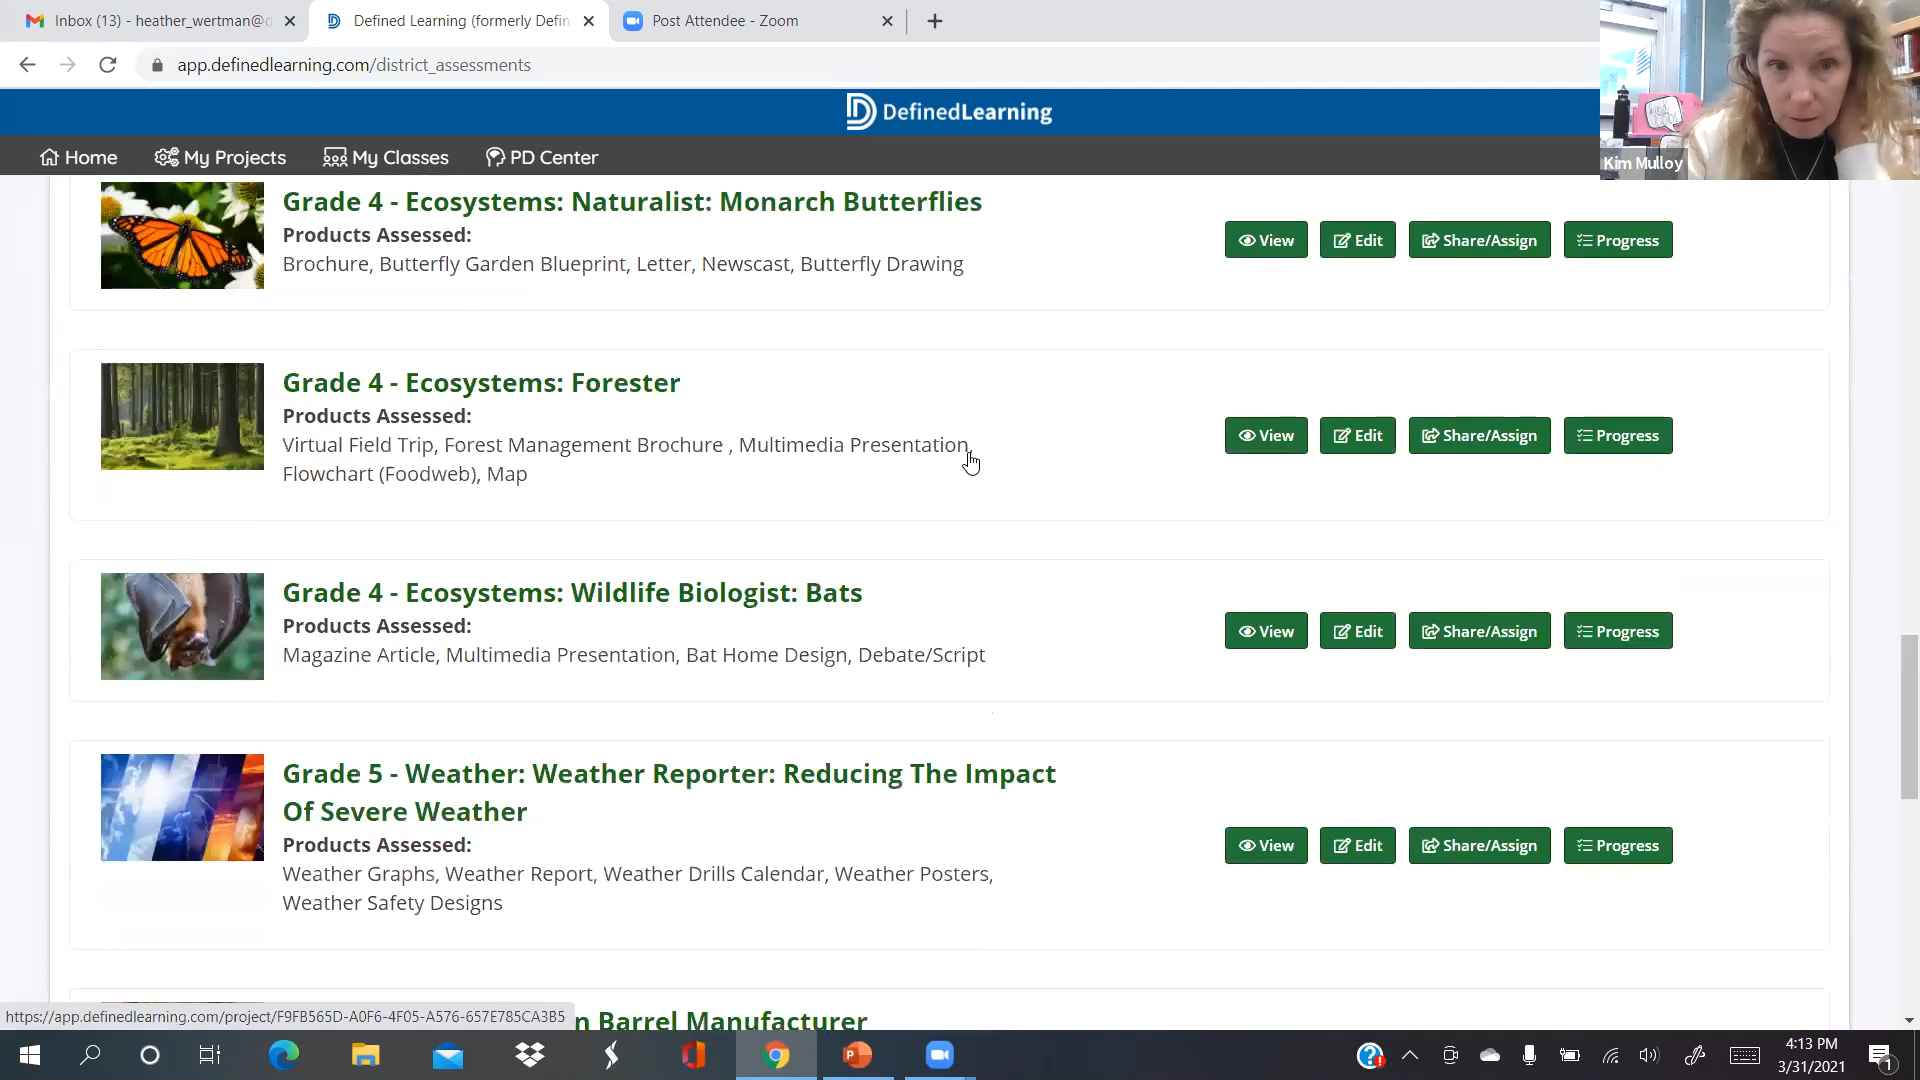 Inbox (13) - heather_wertman@
Defined Learning (formerly Defin
Post Attendee - Zoom
app.definedlearning.com/district_assessments
DefinedLearning
Home My Projects My Classes PD Center
Kim Mulloy
Grade 4 - Ecosystems: Naturalist: Monarch Butterflies
Products Assessed:
Brochure, Butterfly Garden Blueprint, Letter, Newscast, Butterfly Drawing
View Edit Share/Assign Progress
Grade 4 - Ecosystems: Forester
Products Assessed:
Virtual Field Trip, Forest Management Brochure , Multimedia Presentation,
Flowchart (Foodweb), Map
View Edit Share/Assign Progress
Grade 4 - Ecosystems: Wildlife Biologist: Bats
Products Assessed:
Magazine Article, Multimedia Presentation, Bat Home Design, Debate/Script
View Edit Share/Assign Progress
Grade 5 - Weather: Weather Reporter: Reducing The Impact
Of Severe Weather
Products Assessed:
Weather Graphs, Weather Report, Weather Drills Calendar, Weather Posters,
Weather Safety Designs
View Edit Share/Assign Progress
n Barrel Manufacturer
https://app.definedlearning.com/project/F9FB565D-A0F6-4F05-A576-657E785CA3B5
4:13 PM
3/31/2021
1